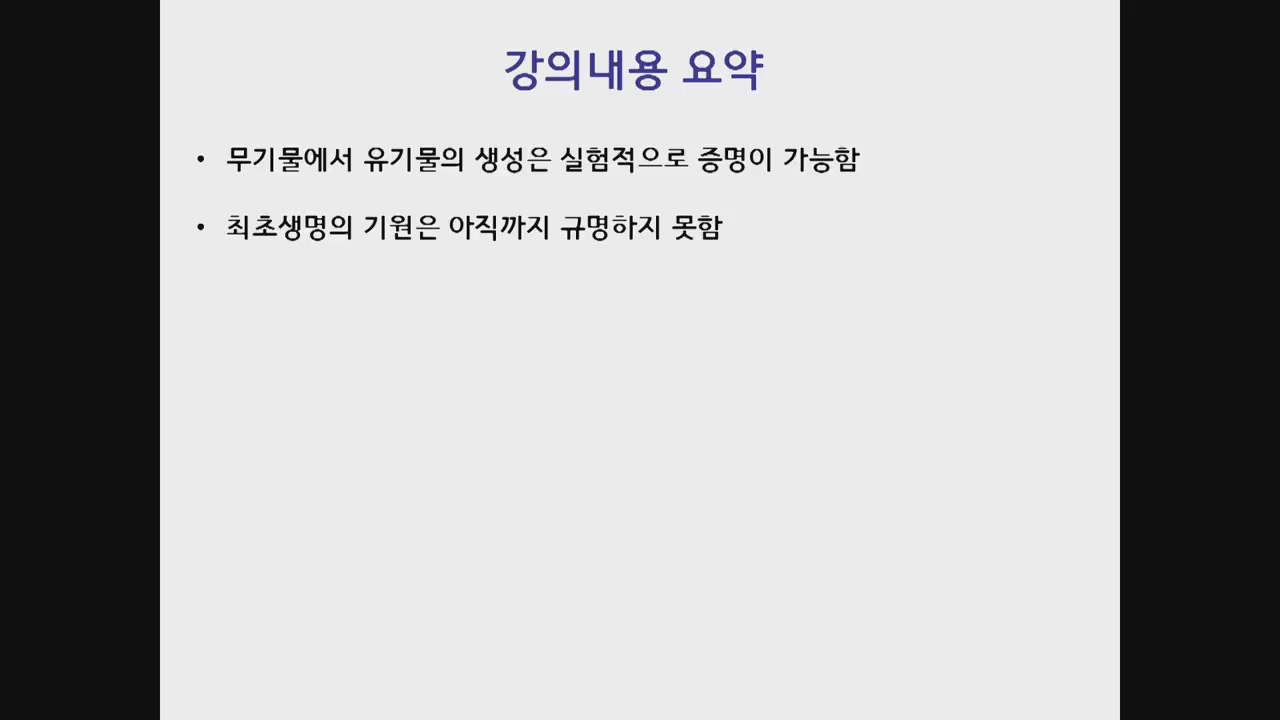 강의내용 요약
• 무기물에서 유기물의 생성은 실험적으로 증명이 가능함
• 최초생명의 기원은 아직까지 규명하지 못함